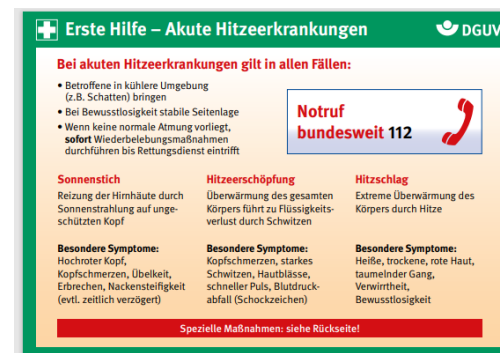 Erste Hilfe – Akute Hitzeerkrankungen
DGUV
Bei akuten Hitzeerkrankungen gilt in allen Fällen:
• Betroffene in kühlere Umgebung
(z.B. Schatten) bringen
• Bei Bewusstlosigkeit stabile Seitenlage
• Wenn keine normale Atmung vorliegt,
sofort Wiederbelebungsmaßnahmen
durchführen bis Rettungsdienst eintrifft
Notruf
bundesweit 112
Sonnenstich
Reizung der Hirnhäute durch
Sonnenstrahlung auf unge-
schützten Kopf
Besondere Symptome:
Hochroter Kopf,
Kopfschmerzen, Übelkeit,
Erbrechen, Nackensteifigkeit
(evtl. zeitlich verzögert)
Hitzeerschöpfung
Überwärmung des gesamten
Körpers führt zu Flüssigkeits-
verlust durch Schwitzen
Besondere Symptome:
Kopfschmerzen, starkes
Schwitzen, Hautblässe,
schneller Puls, Blutdruck-
abfall (Schockzeichen)
Hitzschlag
Extreme Überwärmung des
Körpers durch Hitze
Besondere Symptome:
Heiße, trockene, rote Haut,
taumelnder Gang,
Verwirrtheit,
Bewusstlosigkeit
Spezielle Maßnahmen: siehe Rückseite!